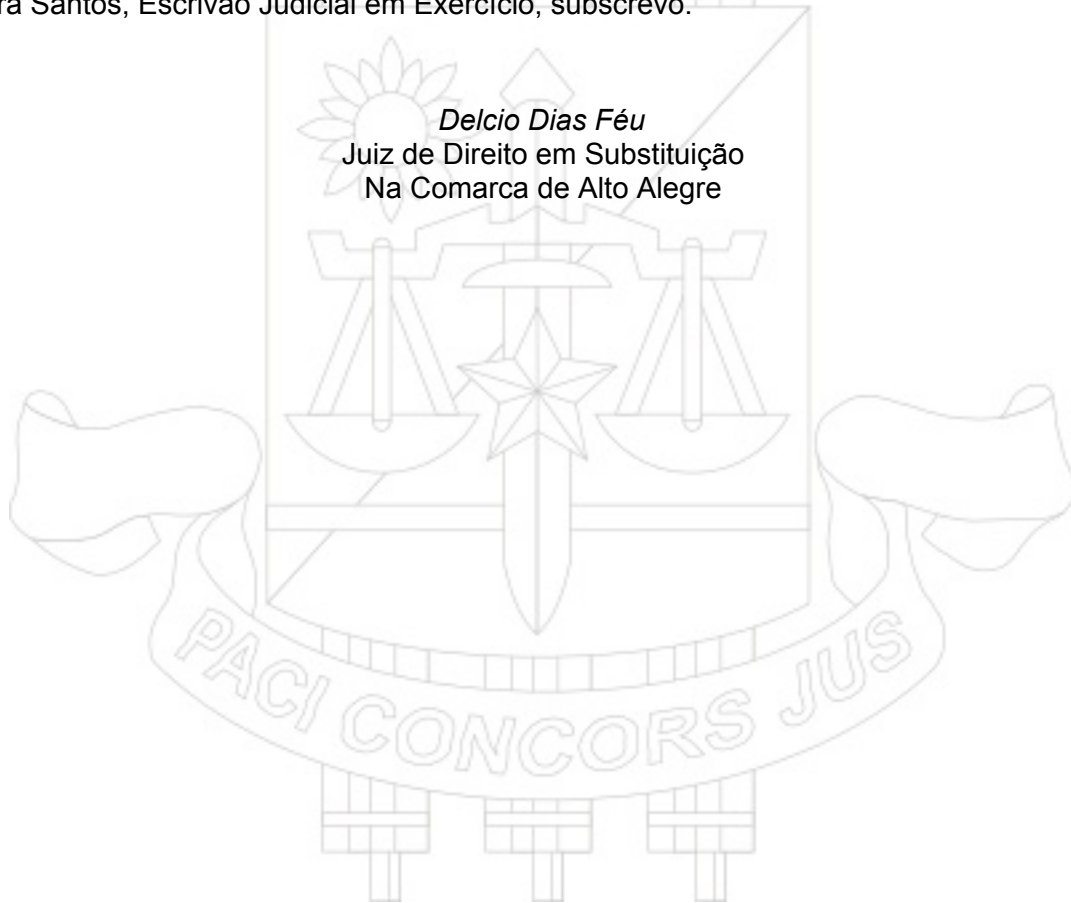 ra Santos, Escrivão Judicial em Exercício, subscrevo.
Delcio Dias Féu
Juiz de Direito em Substituição
Na Comarca de Alto Alegre
PACI CONCORS JUS